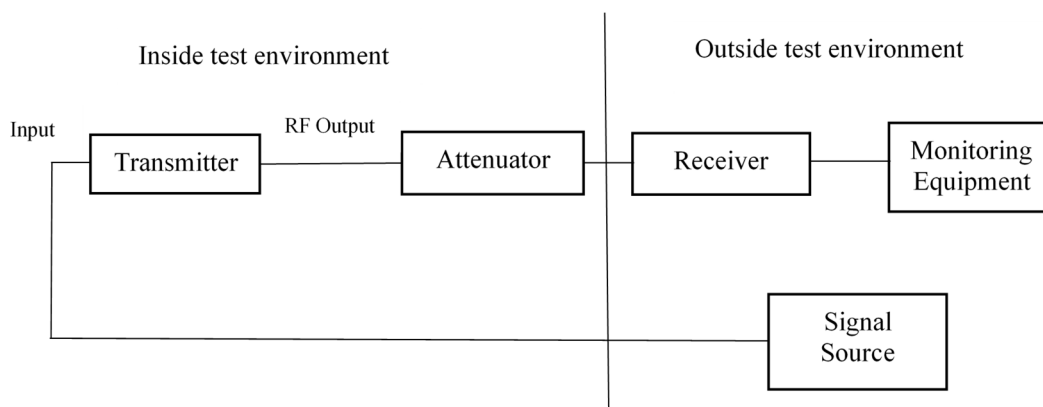 Inside test environment
Outside test environment
Input
RF Output
Transmitter
Attenuator
Receiver
Monitoring
Equipment
Signal
Source